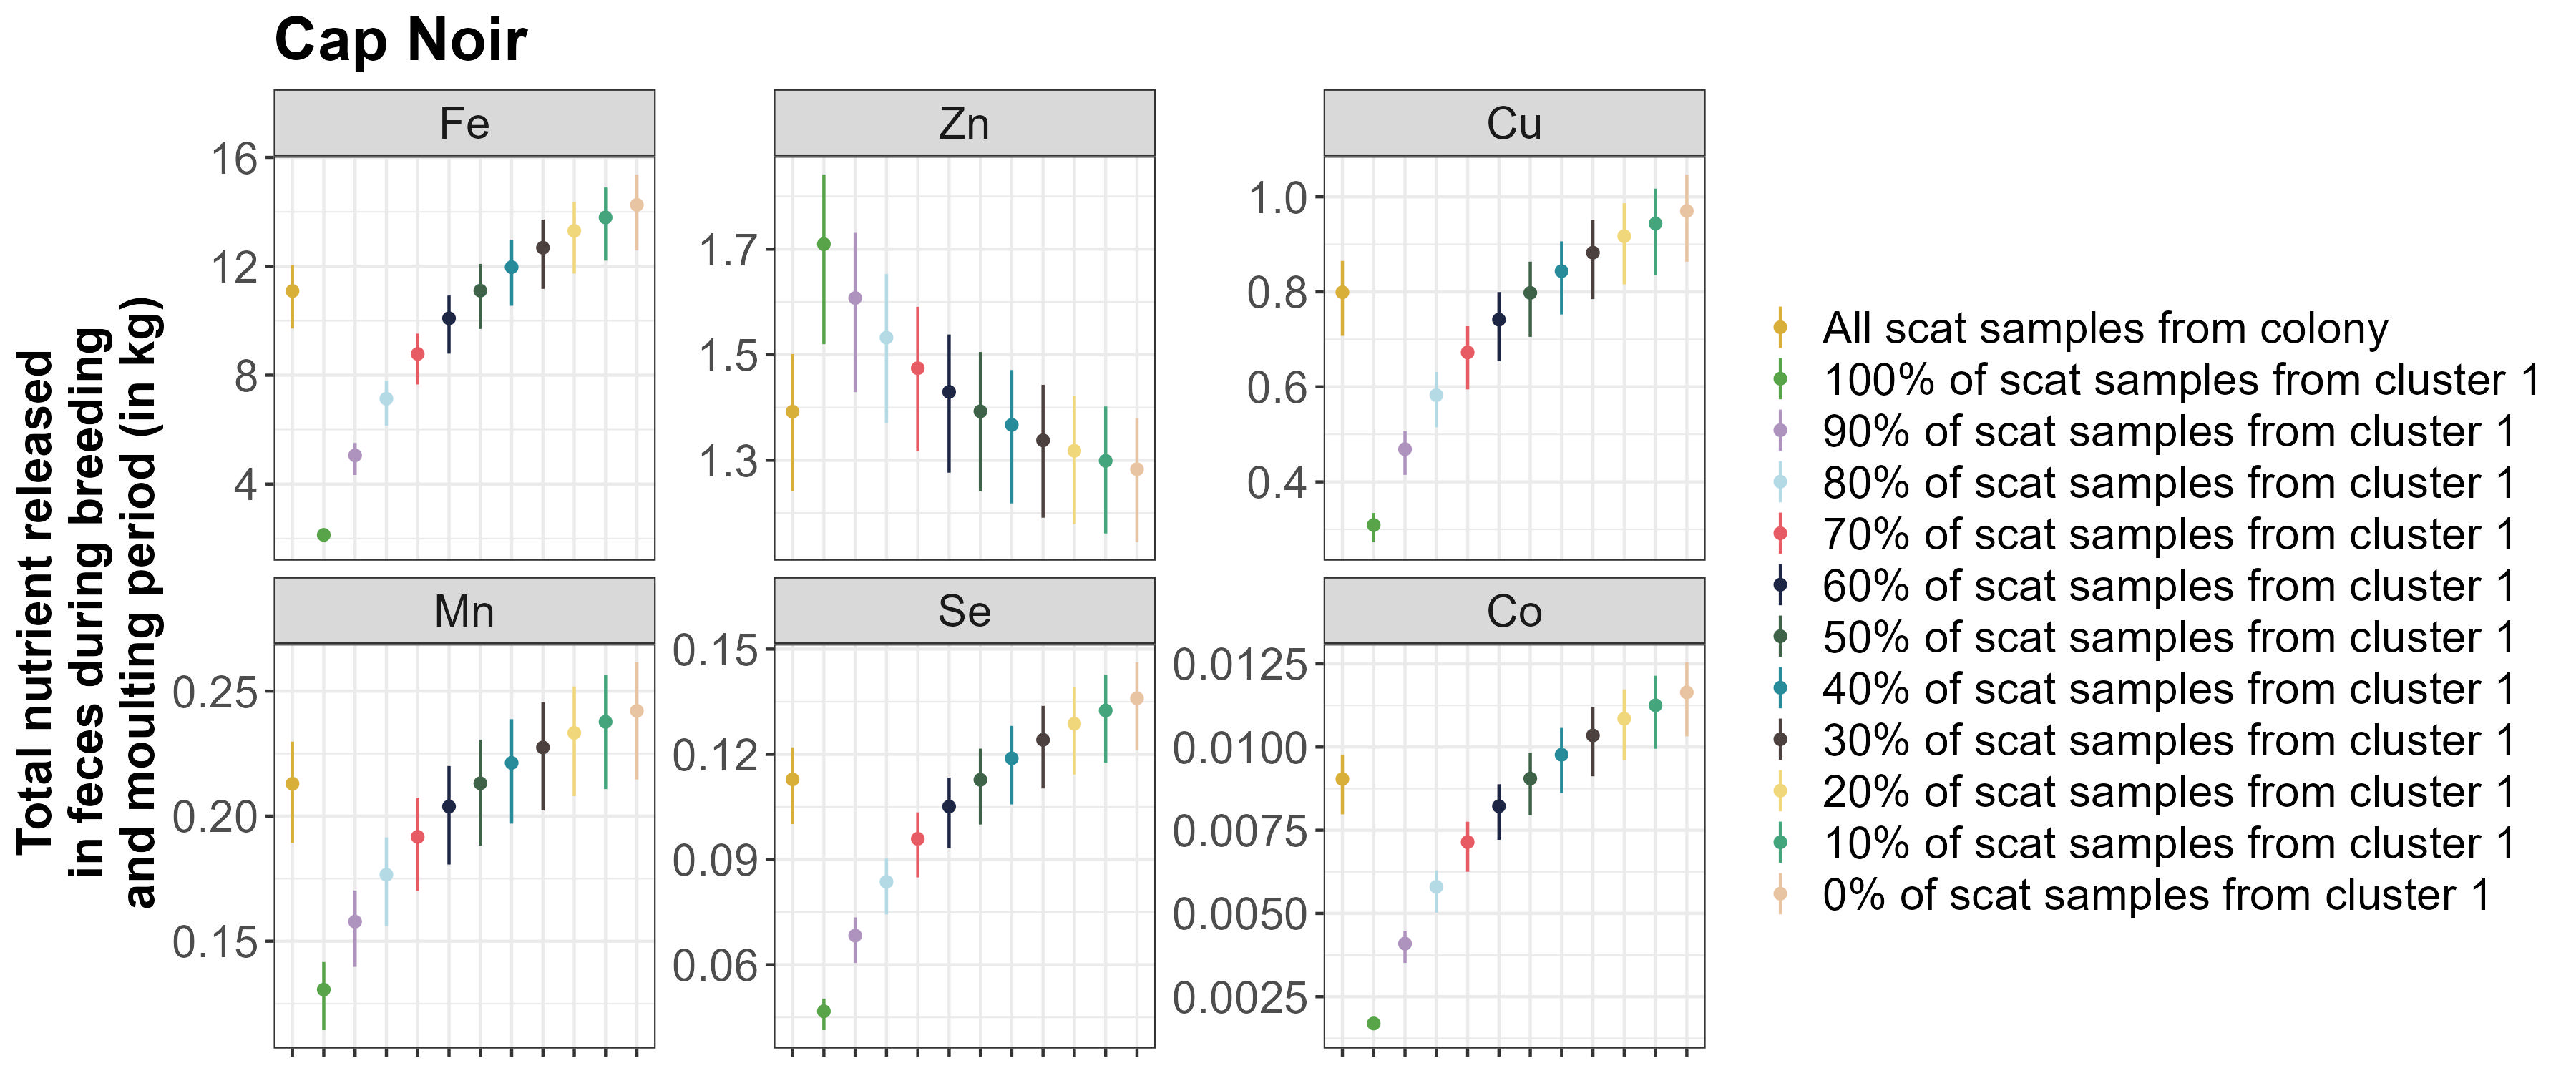 Cap Noir
Total nutrient released
in feces during breeding
and moulting period (in kg)
Fe
16
12
8
4
Zn
1.7
1.5
1.3
Cu
1.0
0.8
0.6
0.4
Mn
0.25
0.20
0.15
Se
0.15
0.12
0.09
0.06
Co
0.0125
0.0100
0.0075
0.0050
0.0025
All scat samples from colony
100% of scat samples from cluster 1
90% of scat samples from cluster 1
80% of scat samples from cluster 1
70% of scat samples from cluster 1
60% of scat samples from cluster 1
50% of scat samples from cluster 1
40% of scat samples from cluster 1
30% of scat samples from cluster 1
20% of scat samples from cluster 1
10% of scat samples from cluster 1
0% of scat samples from cluster 1